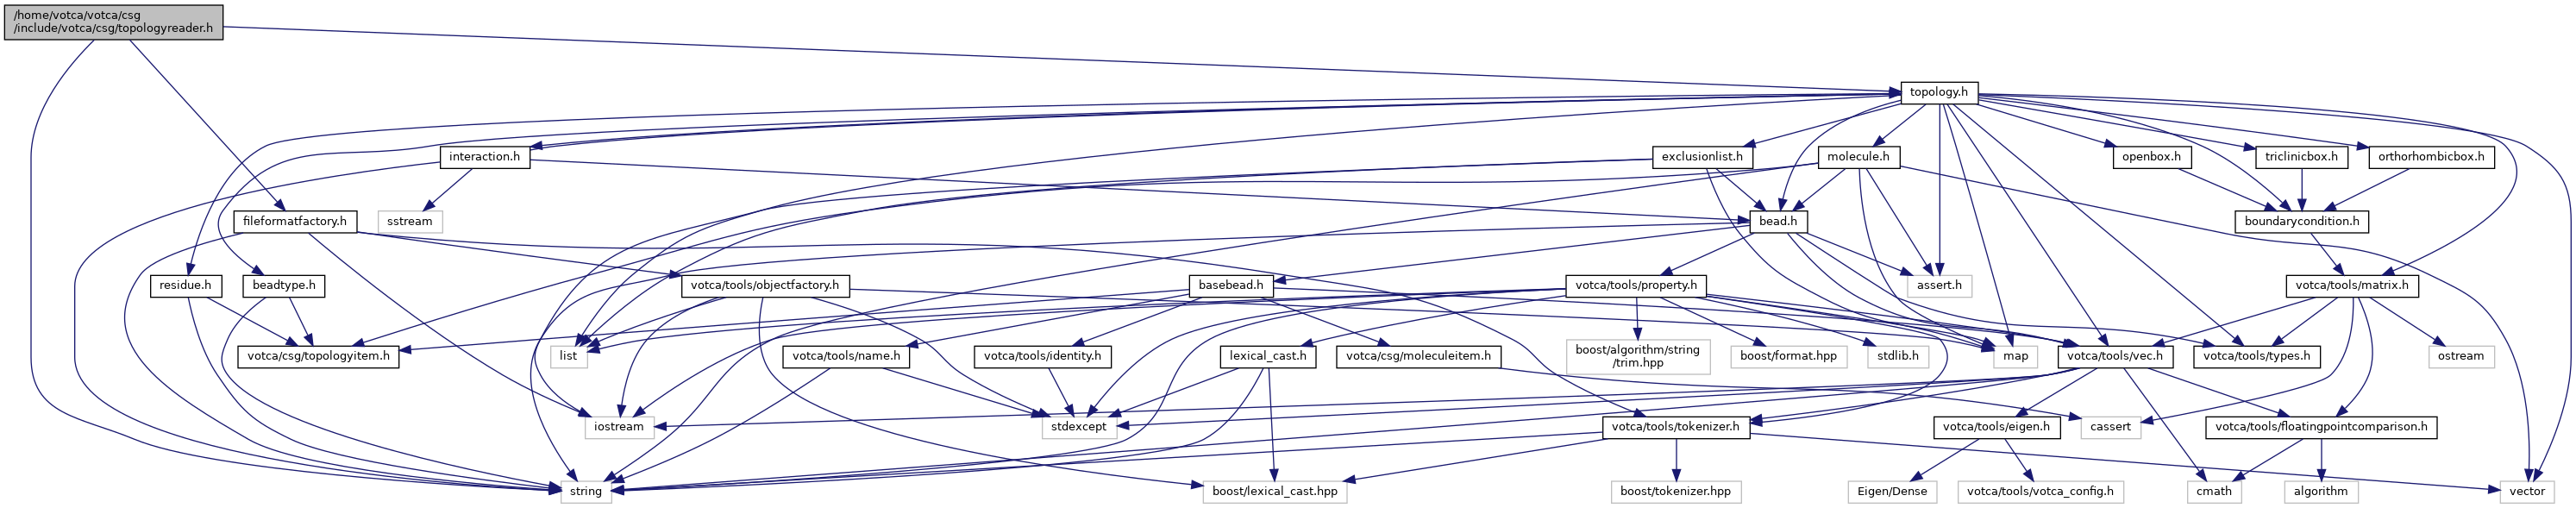 /home/votca/votca/csg
/include/votca/csg/topologyreader.h
topology.h
interaction.h
exclusionlist.h
molecule.h
openbox.h
triclinicbox.h
orthorhombicbox.h
fileformatfactory.h
sstream
bead.h
boundarycondition.h
residue.h
beadtype.h
votca/tools/objectfactory.h
basebead.h
votca/tools/property.h
assert.h
votca/tools/matrix.h
votca/csg/topologyitem.h
list
votca/tools/name.h
votca/tools/identity.h
lexical_cast.h
votca/csg/moleculeitem.h
boost/algorithm/string
/trim.hpp
boost/format.hpp
stdlib.h
map
votca/tools/vec.h
votca/tools/types.h
ostream
iostream
stdexcept
votca/tools/tokenizer.h
votca/tools/eigen.h
cassert
votca/tools/floatingpointcomparison.h
string
boost/lexical_cast.hpp
boost/tokenizer.hpp
Eigen/Dense
votca/tools/votca_config.h
cmath
algorithm
vector